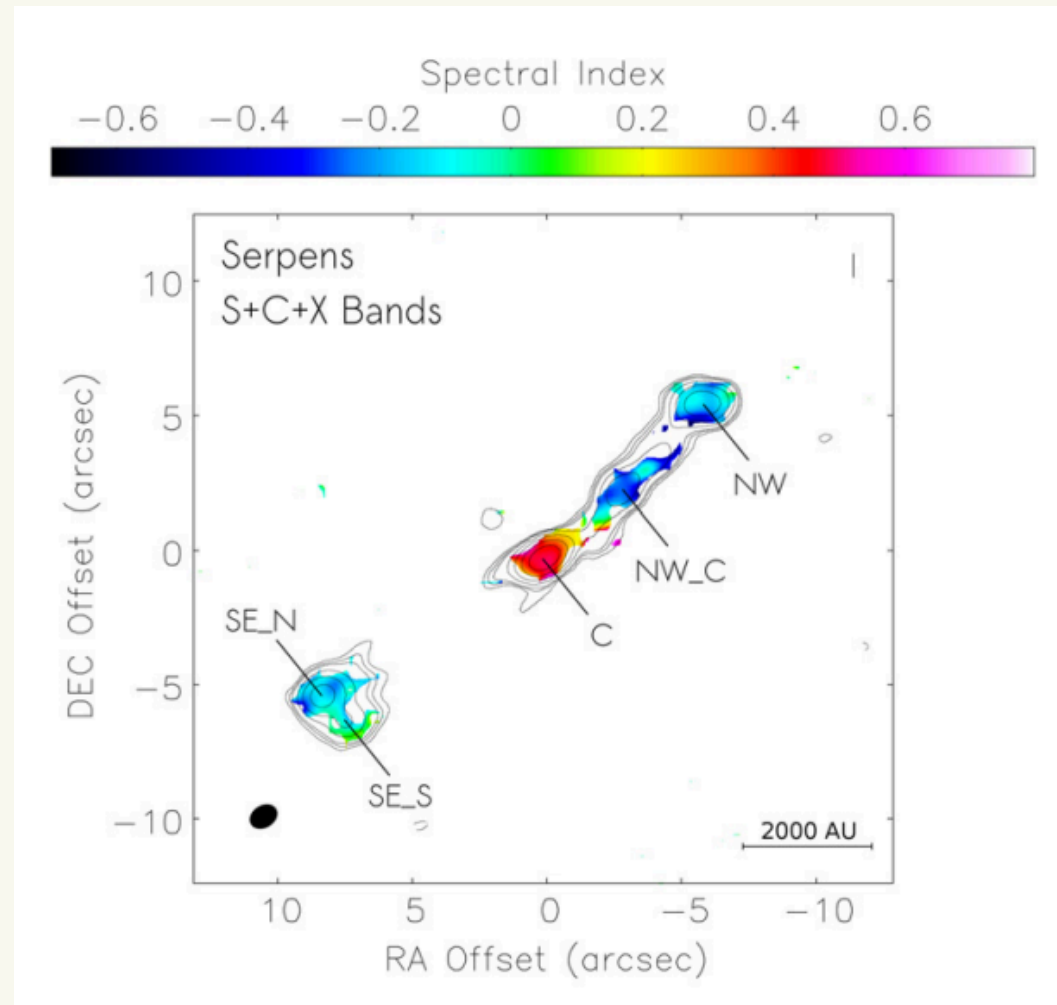 Spectral Index
−0.6 −0.4 −0.2 0 0.2 0.4 0.6
Serpens
S+C+X Bands
10
5
0
−5
−10
DEC Offset (arcsec)
NW
NW_C
C
SE_N
SE_S
2000 AU
10 5 0 −5 −10
RA Offset (arcsec)